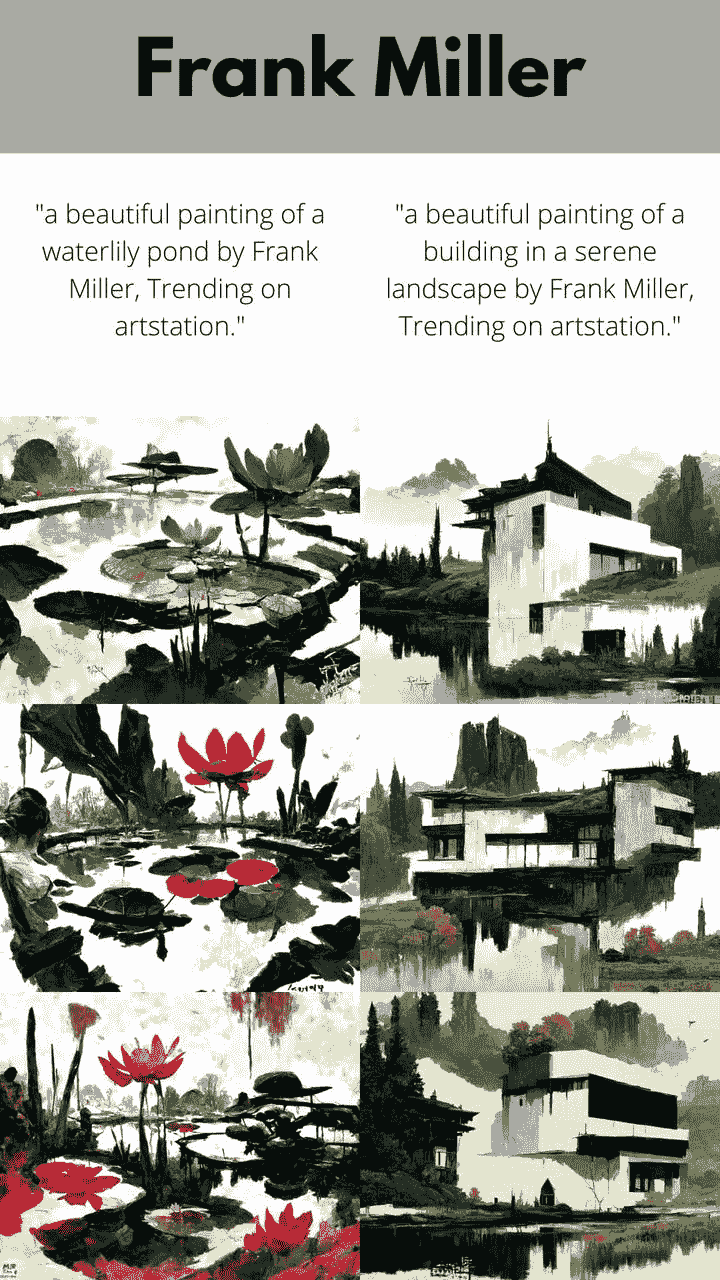 Frank Miller
"a beautiful painting of a
waterlily pond by Frank
Miller, Trending on
artstation."
"a beautiful painting of a
building in a serene
landscape by Frank Miller,
Trending on artstation."